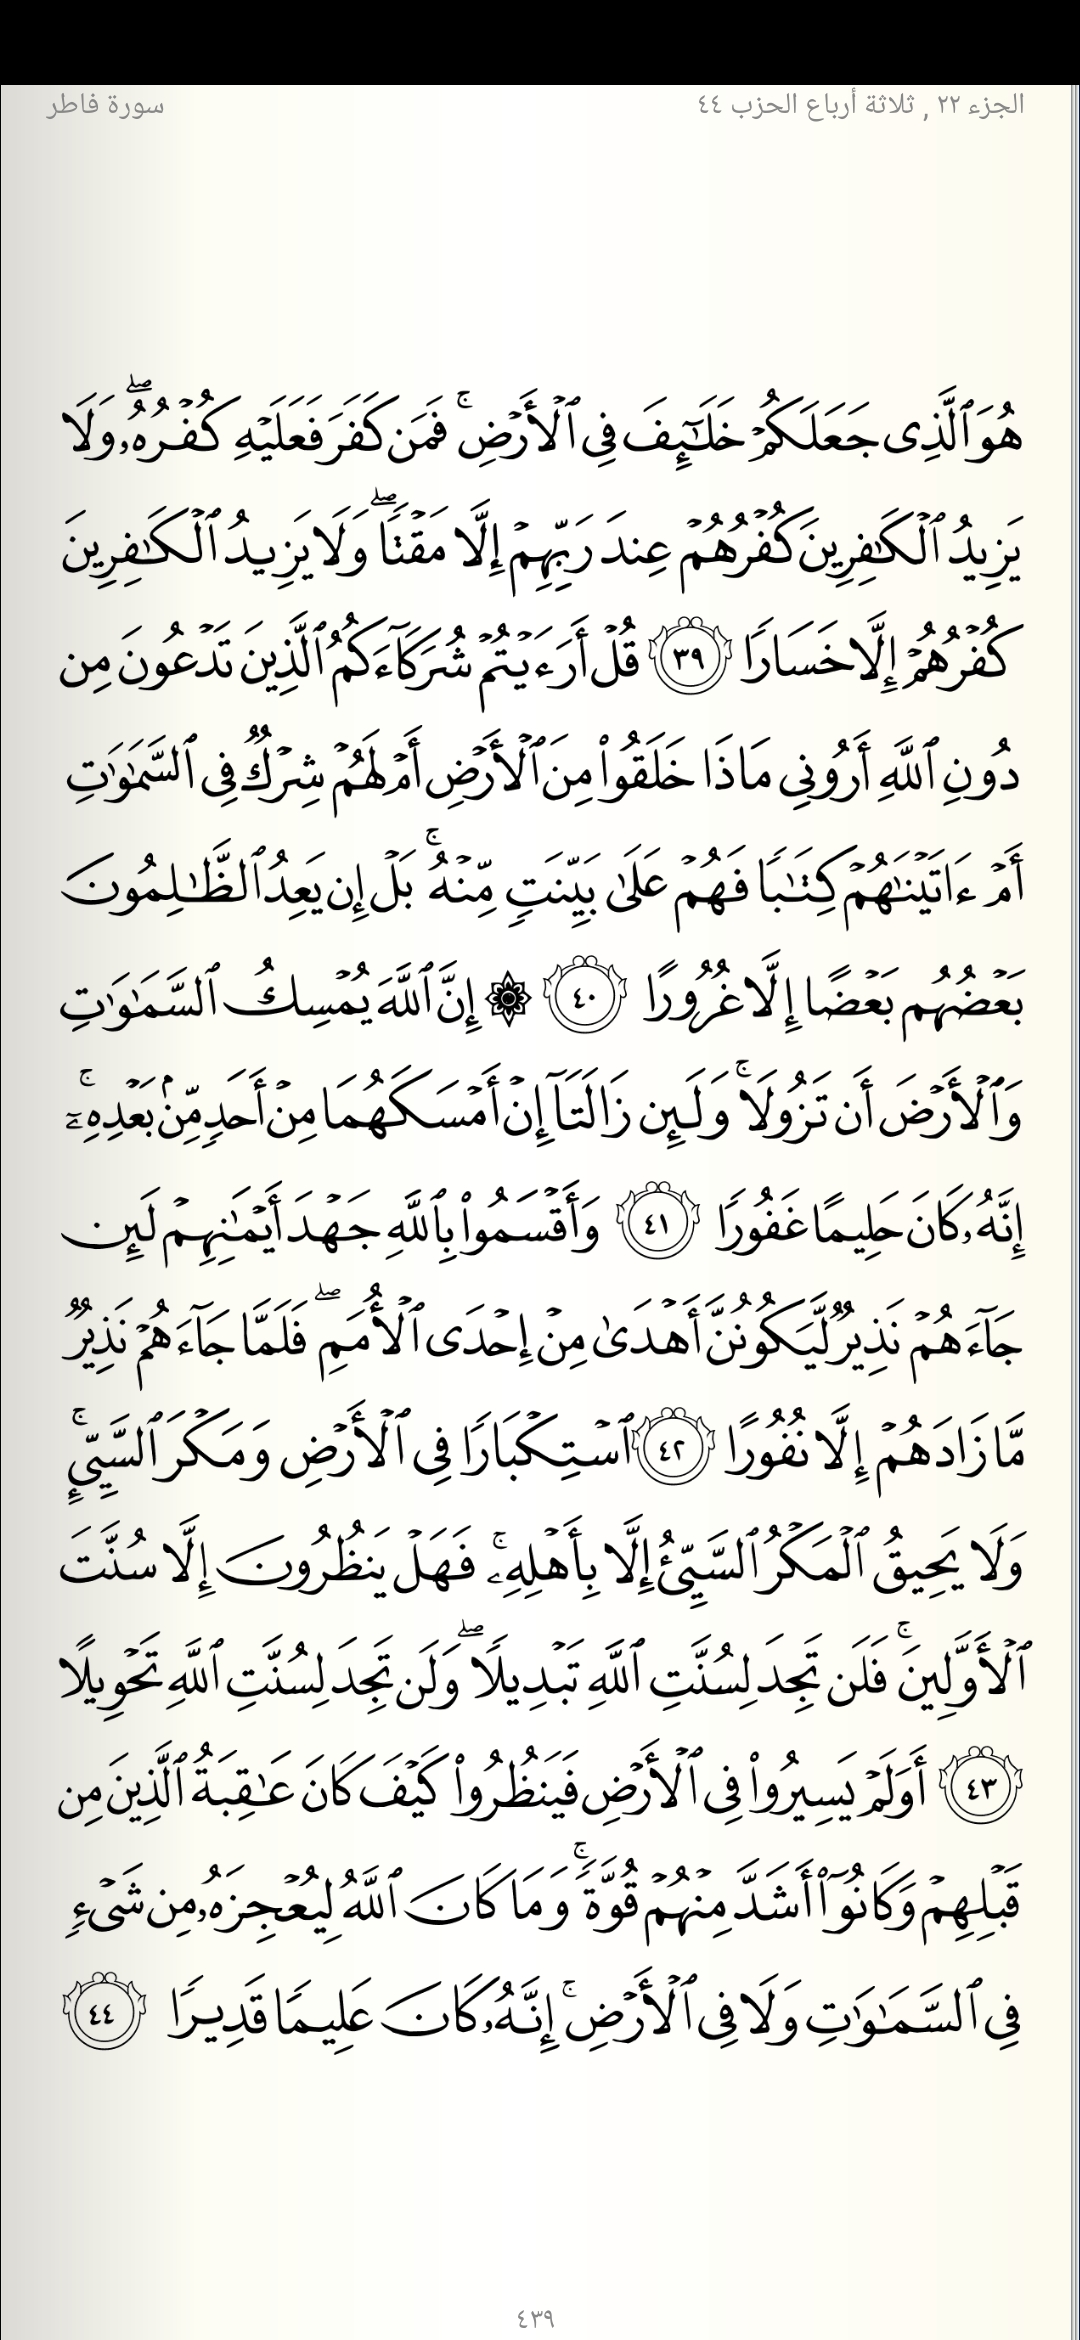 الجزء ٢٢ , ثلاثة أرباع الحزب ٤٤ سورة فاطر
هُوَ ٱلَّذِى جَعَلَكُمْ خَلَـٰٓئِفَ فِى ٱلْأَرْضِ ۚ فَمَن كَفَرَ فَعَلَيْهِ كُفْرُهُۥ ۖ وَلَا
يَزِيدُ ٱلْكَـٰفِرِينَ كُفْرُهُمْ عِندَ رَبِّهِمْ إِلَّا مَقْتًا ۖ وَلَا يَزِيدُ ٱلْكَـٰفِرِينَ
كُفْرُهُمْ إِلَّا خَسَارًا ٣٩ قُلْ أَرَءَيْتُمْ شُرَكَآءَكُمُ ٱلَّذِينَ تَدْعُونَ مِن
دُونِ ٱللَّهِ أَرُونِى مَاذَا خَلَقُوا۟ مِنَ ٱلْأَرْضِ أَمْ لَهُمْ شِرْكٌ فِى ٱلسَّمَـٰوَٰتِ
أَمْ ءَاتَيْنَـٰهُمْ كِتَـٰبًا فَهُمْ عَلَىٰ بَيِّنَتٍ مِّنْهُ ۚ بَلْ إِن يَعِدُ ٱلظَّـٰلِمُونَ
بَعْضُهُم بَعْضًا إِلَّا غُرُورًا ٤٠ ۞ إِنَّ ٱللَّهَ يُمْسِكُ ٱلسَّمَـٰوَٰتِ
وَٱلْأَرْضَ أَن تَزُولَا ۚ وَلَئِن زَالَتَآ إِنْ أَمْسَكَهُمَا مِنْ أَحَدٍ مِّنۢ بَعْدِهِۦٓ ۚ
إِنَّهُۥ كَانَ حَلِيمًا غَفُورًا ٤١ وَأَقْسَمُوا۟ بِٱللَّهِ جَهْدَ أَيْمَـٰنِهِمْ لَئِن
جَآءَهُمْ نَذِيرٌ لَّيَكُونُنَّ أَهْدَىٰ مِنْ إِحْدَى ٱلْأُمَمِ ۖ فَلَمَّا جَآءَهُمْ نَذِيرٌ
مَّا زَادَهُمْ إِلَّا نُفُورًا ٤٢ ٱسْتِكْبَارًا فِى ٱلْأَرْضِ وَمَكْرَ ٱلسَّيِّئِ ۚ
وَلَا يَحِيقُ ٱلْمَكْرُ ٱلسَّيِّئُ إِلَّا بِأَهْلِهِۦ ۚ فَهَلْ يَنظُرُونَ إِلَّا سُنَّتَ
ٱلْأَوَّلِينَ ۚ فَلَن تَجِدَ لِسُنَّتِ ٱللَّهِ تَبْدِيلًا ۖ وَلَن تَجِدَ لِسُنَّتِ ٱللَّهِ تَحْوِيلًا
٤٣ أَوَلَمْ يَسِيرُوا۟ فِى ٱلْأَرْضِ فَيَنظُرُوا۟ كَيْفَ كَانَ عَـٰقِبَةُ ٱلَّذِينَ مِن
قَبْلِهِمْ وَكَانُوٓا۟ أَشَدَّ مِنْهُمْ قُوَّةً ۚ وَمَا كَانَ ٱللَّهُ لِيُعْجِزَهُۥ مِن شَىْءٍ
فِى ٱلسَّمَـٰوَٰتِ وَلَا فِى ٱلْأَرْضِ ۚ إِنَّهُۥ كَانَ عَلِيمًا قَدِيرًا ٤٤
٤٣٩